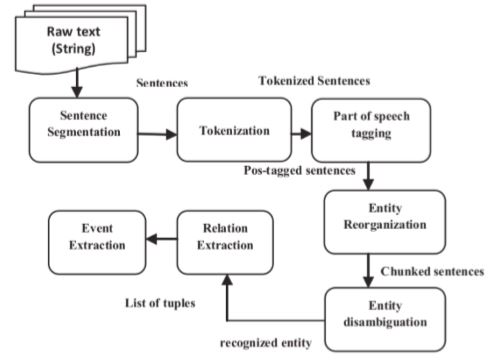 Raw text
(String)
Sentences
Tokenized Sentences
Sentence
Segmentation
Tokenization
Part of speech
tagging
Pos-tagged sentences
Entity
Reorganization
Event
Extraction
Relation
Extraction
Chunked sentences
List of tuples
Entity
disambiguation
recognized entity